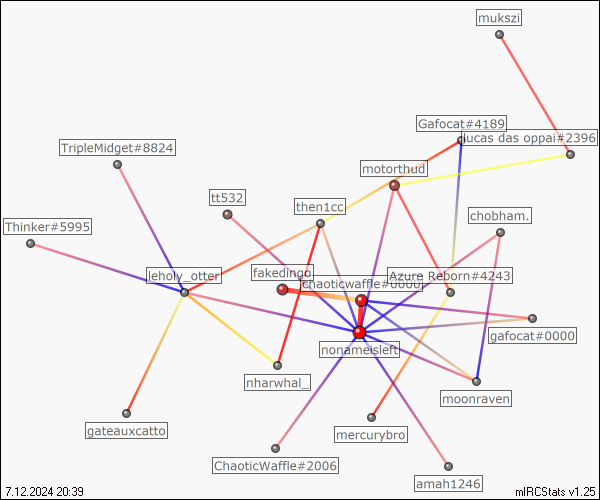 mukszi
Gafocat#4189
lucas das oppai#2396
TripleMidget#8824
motorthud
tt532
then1cc
chobham.
Thinker#5995
leholy_otter
fakedingo
Azure Reborn#4243
chaoticwaffle#0000
gafocat#0000
nonameisleft
nharwhal_
moonraven
gateauxcatto
mercurybro
ChaoticWaffle#2006
amah1246
7.12.2024 20:39
mIRCStats v1.25